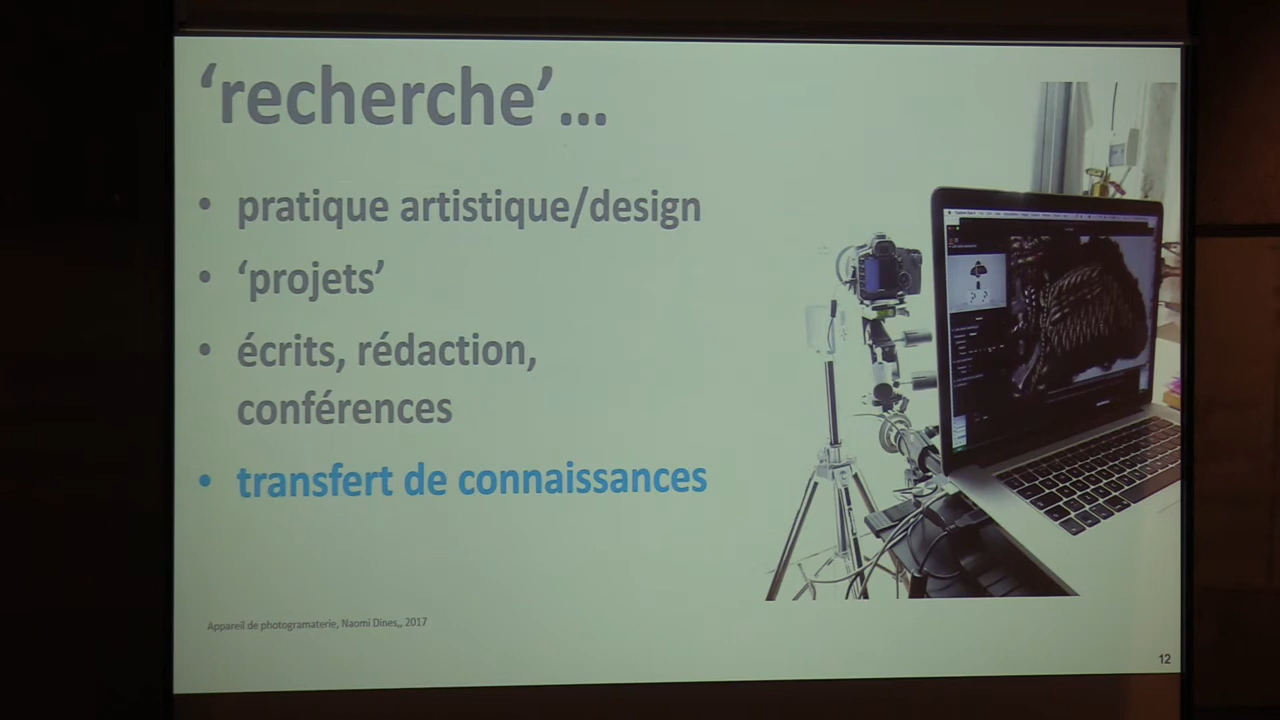 ‘recherche’...
• pratique artistique/design
• ‘projets’
• écrits, rédaction,
conférences
• transfert de connaissances
Appareil de photogramaterie, Naomi Dines,, 2017
12